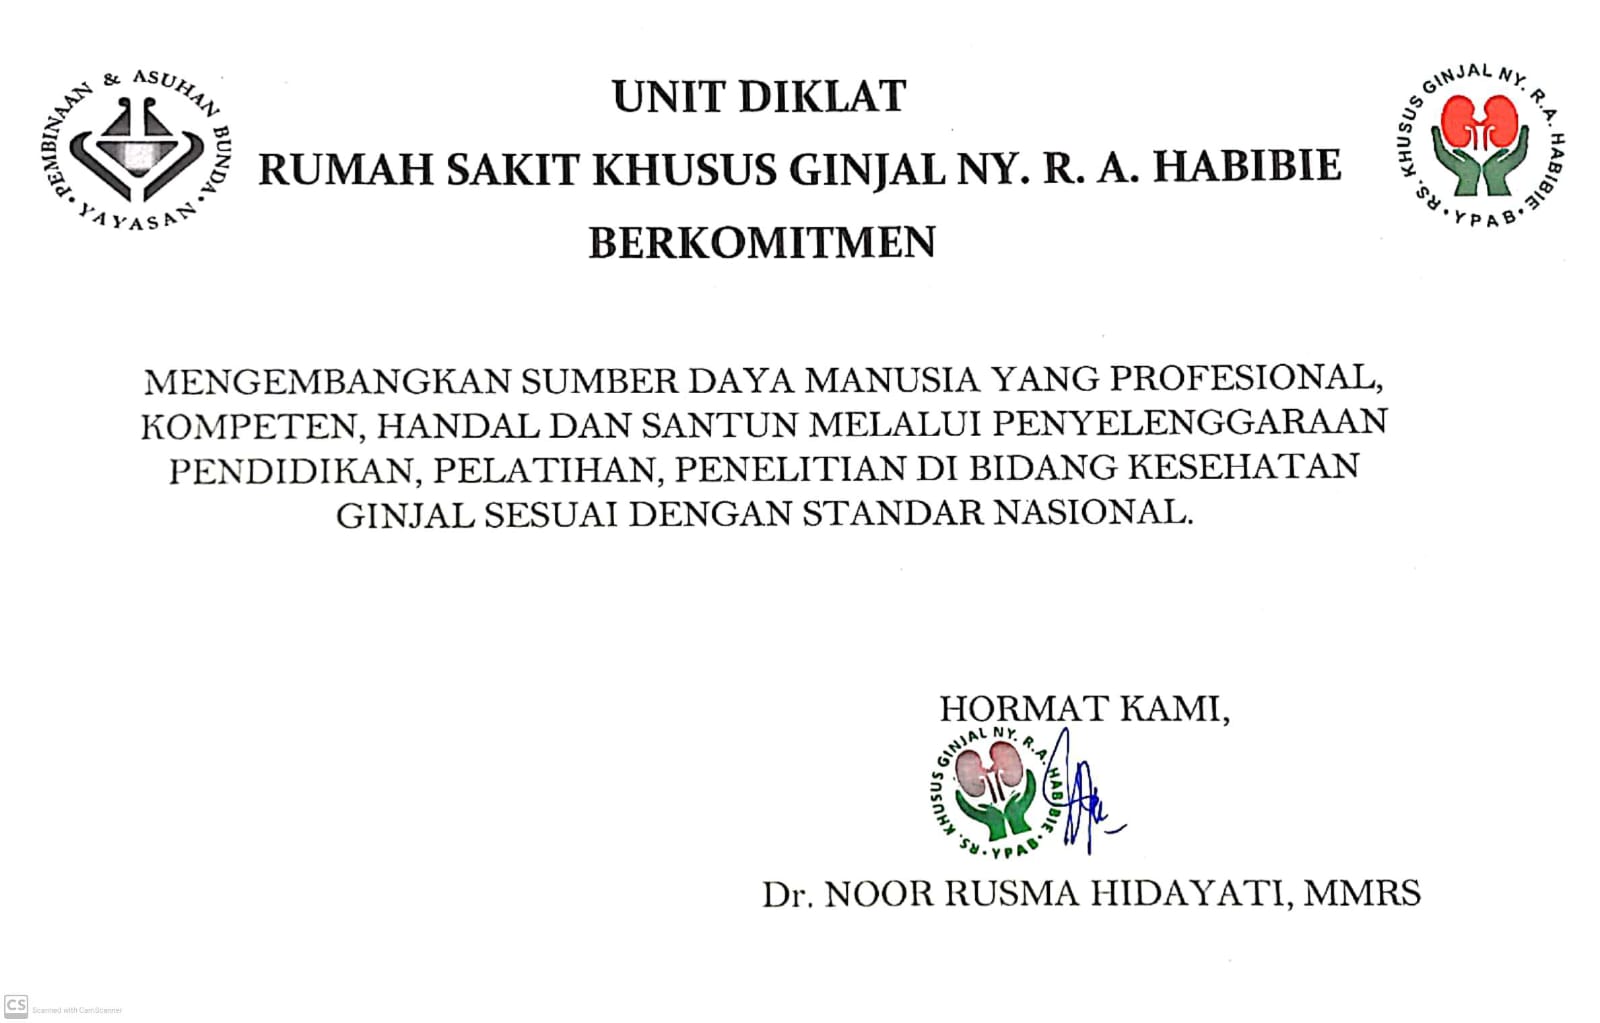 PEMBINAAN & ASUHAN BUNDA
• YAYASAN •
UNIT DIKLAT
RUMAH SAKIT KHUSUS GINJAL NY. R. A. HABIBIE
BERKOMITMEN
RS. KHUSUS GINJAL NY. R.A. HABIBIE
• YPAB •
MENGEMBANGKAN SUMBER DAYA MANUSIA YANG PROFESIONAL,
KOMPETEN, HANDAL DAN SANTUN MELALUI PENYELENGGARAAN
PENDIDIKAN, PELATIHAN, PENELITIAN DI BIDANG KESEHATAN
GINJAL SESUAI DENGAN STANDAR NASIONAL.
HORMAT KAMI,
RS. KHUSUS GINJAL NY. R.A. HABIBIE
• YPAB •
Dr. NOOR RUSMA HIDAYATI, MMRS
CS Scanned with CamScanner